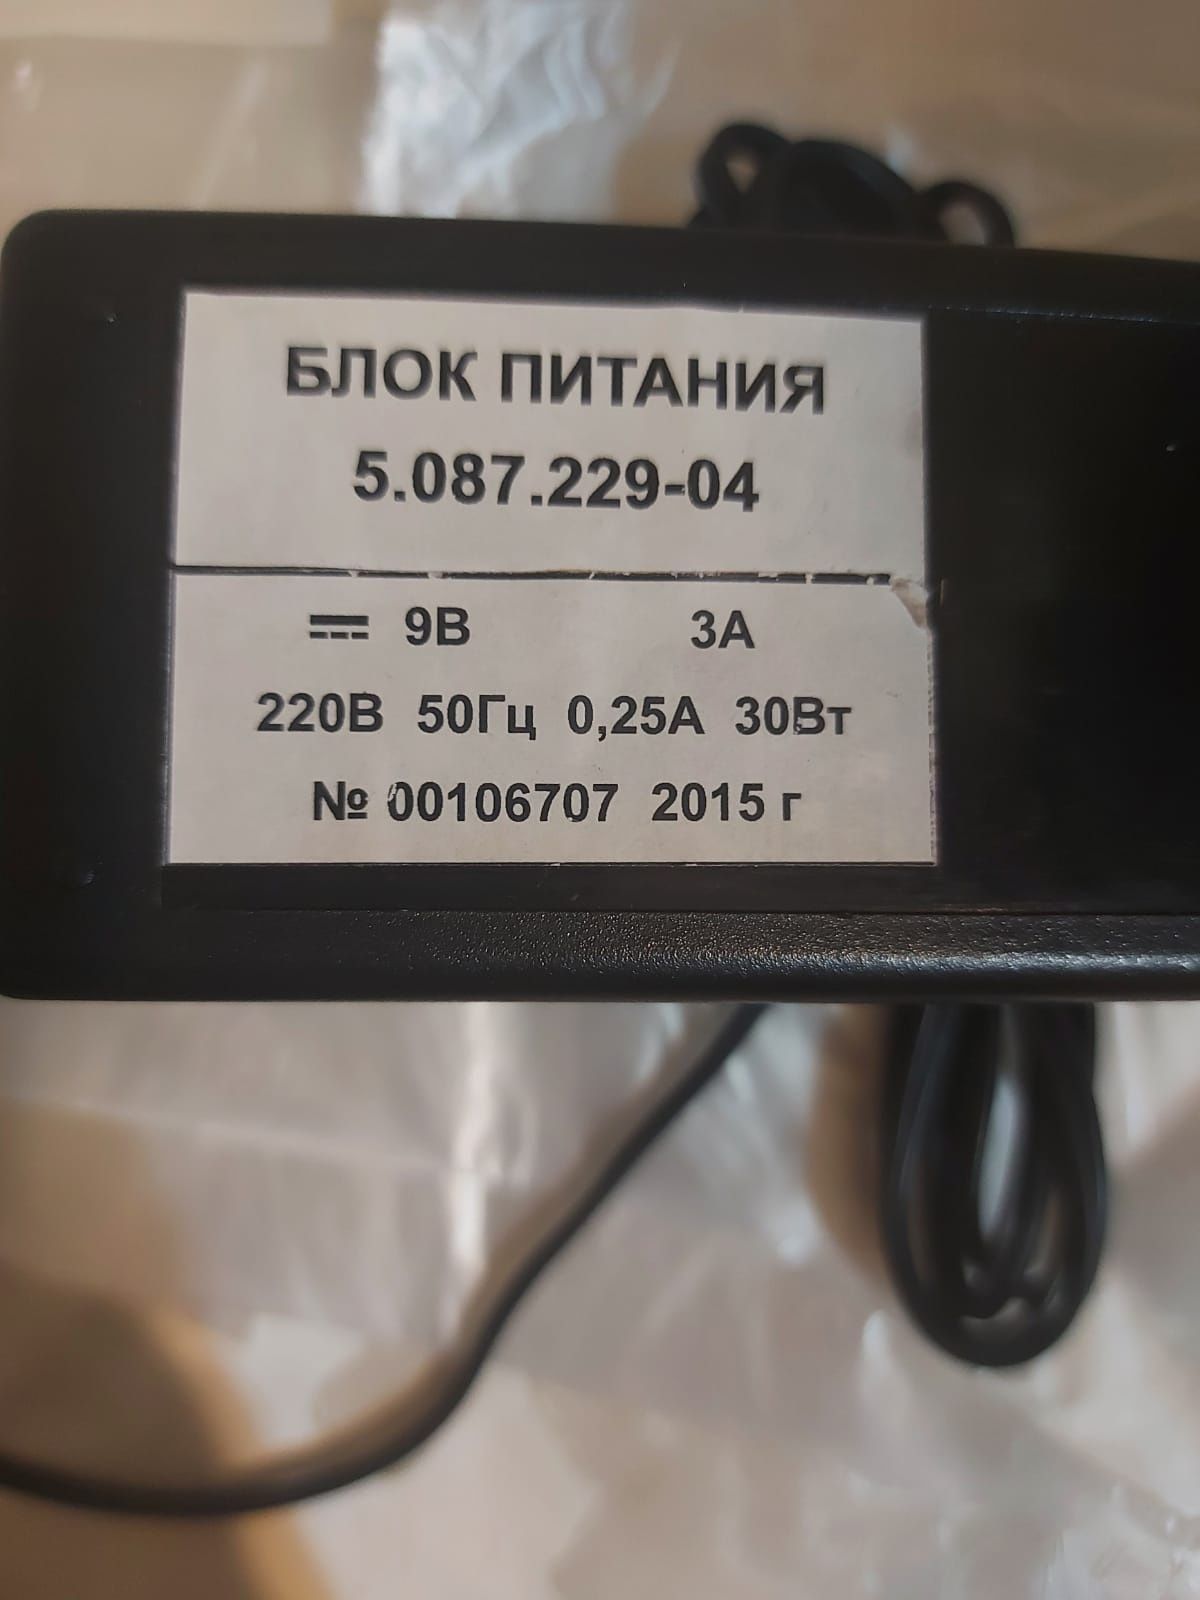 БЛОК ПИТАНИЯ
5.087.229-04
⎓ 9В 3А
220В 50Гц 0,25А 30Вт
№ 00106707 2015 г